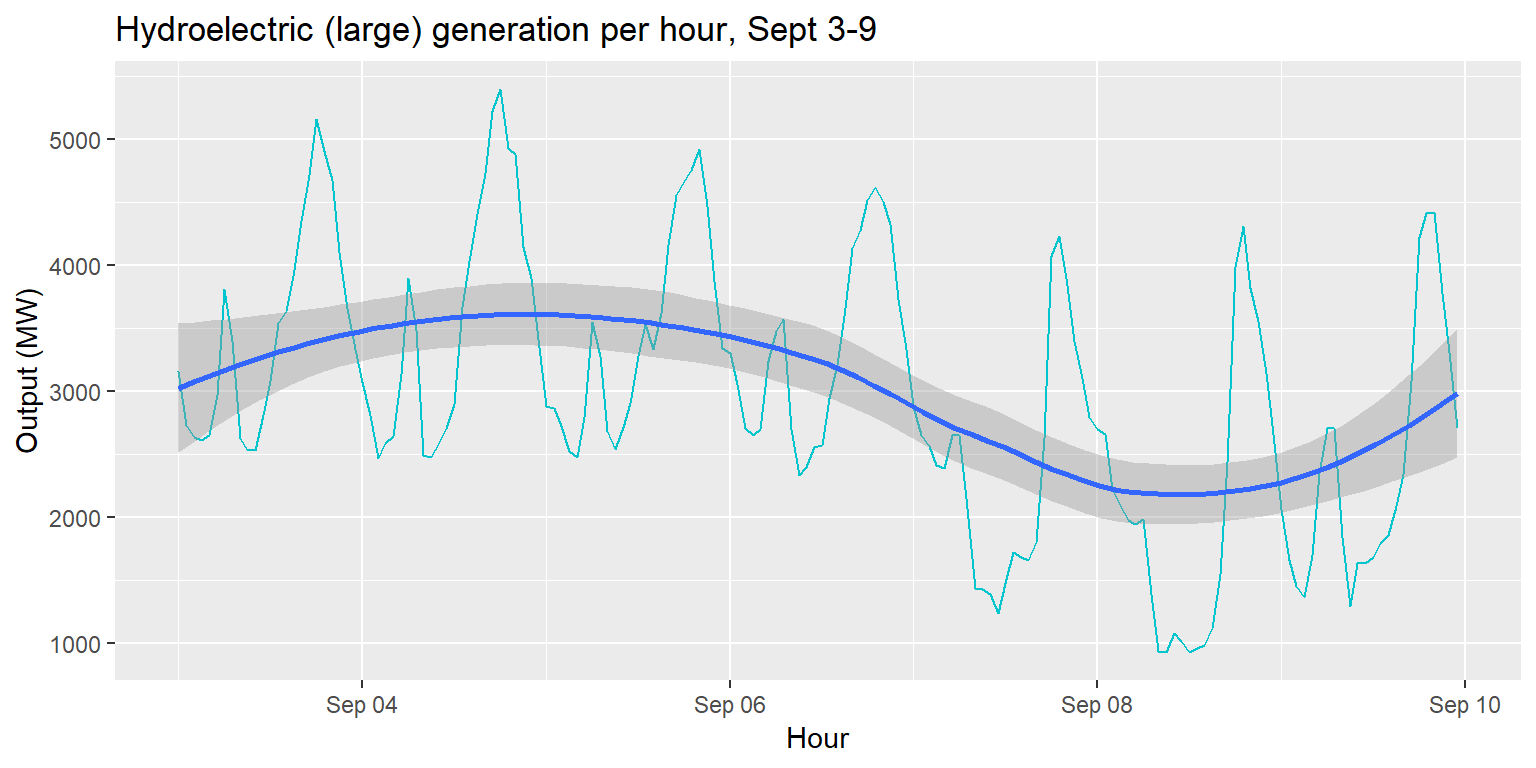 Hydroelectric (large) generation per hour, Sept 3-9
Output (MW)
5000
4000
3000
2000
1000
Sep 04 Sep 06 Sep 08 Sep 10
Hour